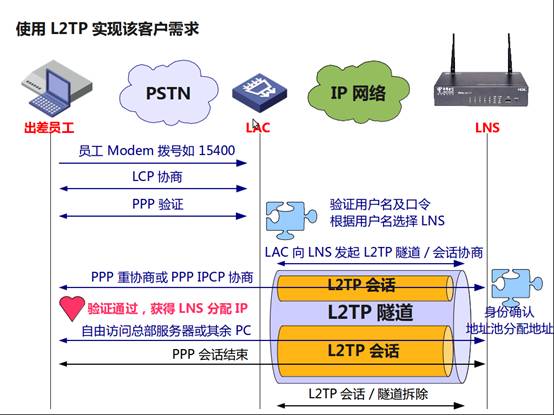 使用 L2TP 实现该客户需求
PSTN
IP 网络
出差员工
LAC
LNS
员工 Modem 拨号如 15400
LCP 协商
PPP 验证
验证用户名及口令
根据用户名选择 LNS
LAC 向 LNS 发起 L2TP 隧道 / 会话协商
PPP 重协商或 PPP IPCP 协商
L2TP 会话
验证通过，获得 LNS 分配 IP
L2TP 隧道
身份确认
地址池分配地址
自由访问总部服务器或其余 PC
L2TP 会话
PPP 会话结束
L2TP 会话 / 隧道拆除